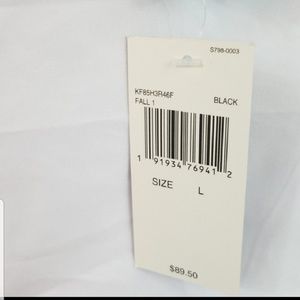 S798-0003
KF85H3R46F
FALL 1 BLACK
1 91934 76941 2
SIZE L
$89.50